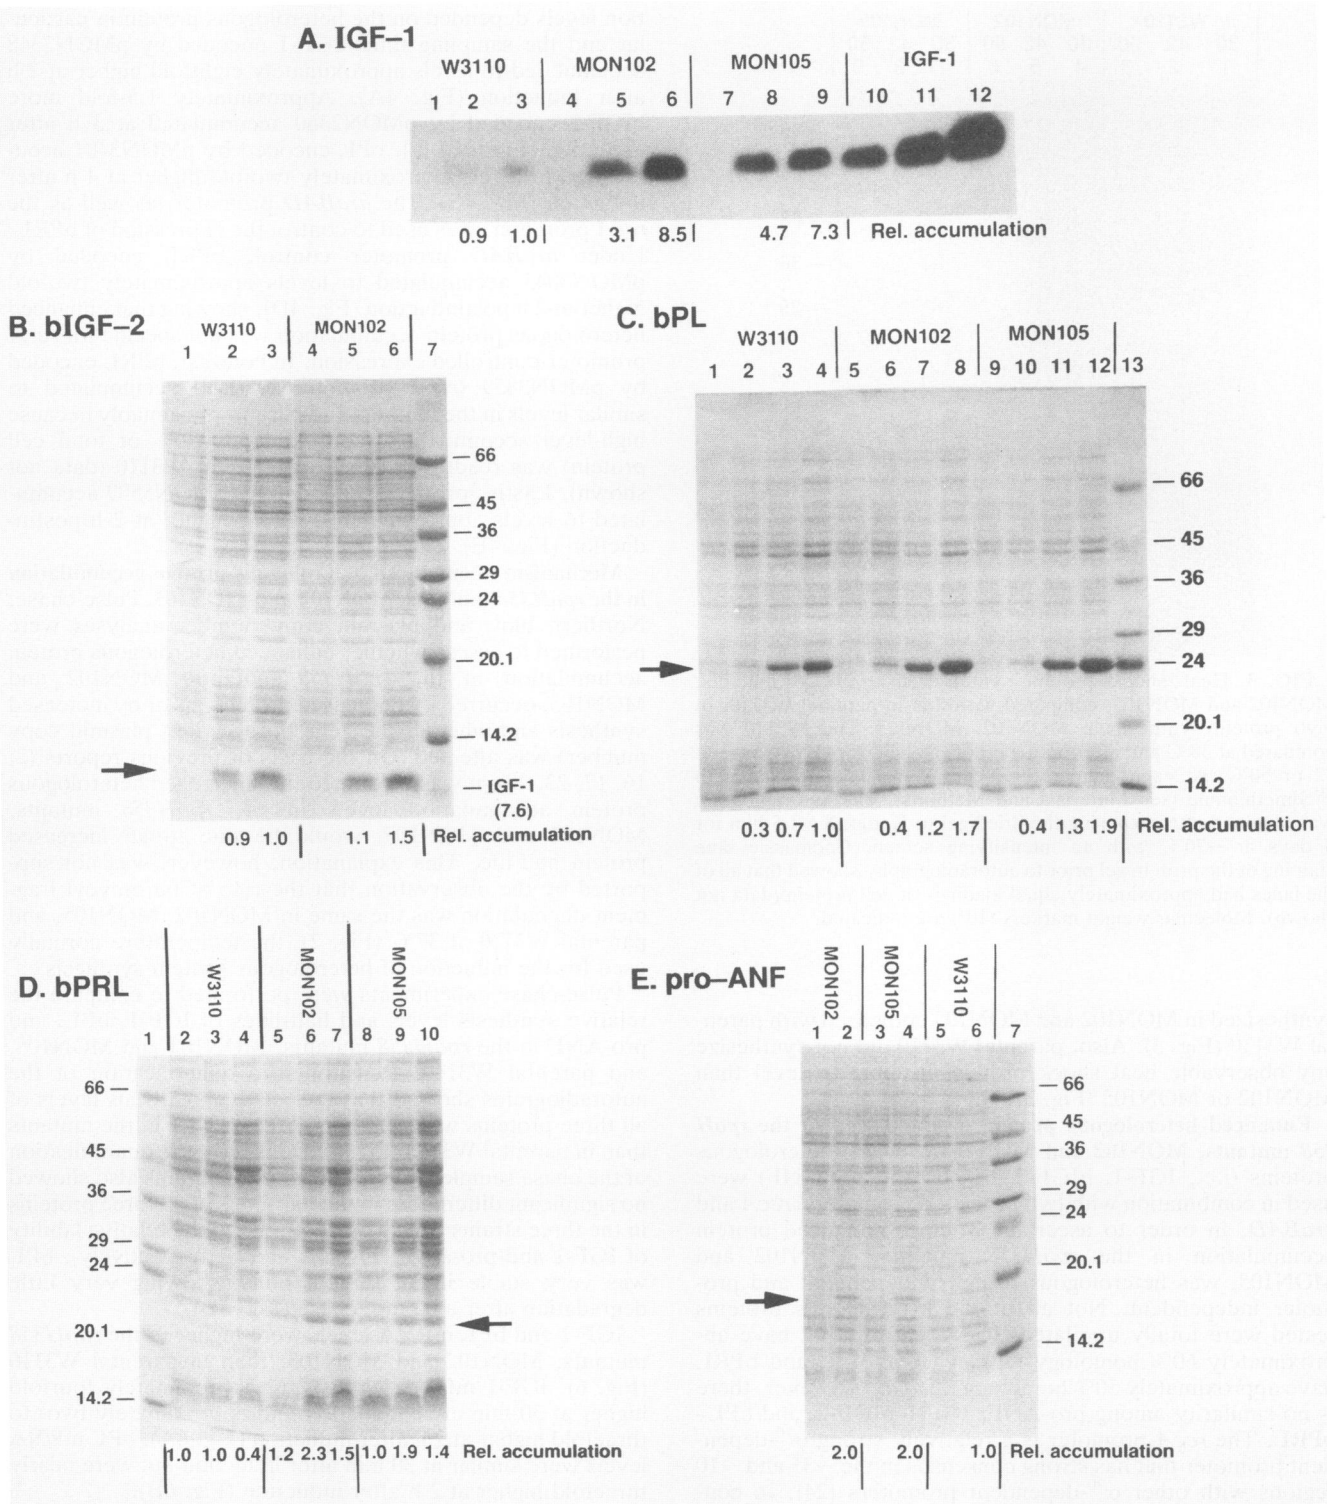 A. IGF–1
W3110 MON102 MON105 IGF-1
1 2 3 4 5 6 7 8 9 10 11 12
0.9 1.0 3.1 8.5 4.7 7.3 Rel. accumulation
B. bIGF–2
W3110 MON102
1 2 3 4 5 6 7
66
45
36
29
24
20.1
14.2
IGF-1
(7.6)
0.9 1.0 1.1 1.5 Rel. accumulation
C. bPL
W3110 MON102 MON105
1 2 3 4 5 6 7 8 9 10 11 12 13
66
45
36
29
24
20.1
14.2
0.3 0.7 1.0 0.4 1.2 1.7 0.4 1.3 1.9 Rel. accumulation
D. bPRL
W3110 MON102 MON105
1 2 3 4 5 6 7 8 9 10
66
45
36
29
24
20.1
14.2
1.0 1.0 0.4 1.2 2.3 1.5 1.0 1.9 1.4 Rel. accumulation
E. pro–ANF
MON102 MON105 W3110
1 2 3 4 5 6 7
66
45
36
29
24
20.1
14.2
2.0 2.0 1.0 Rel. accumulation